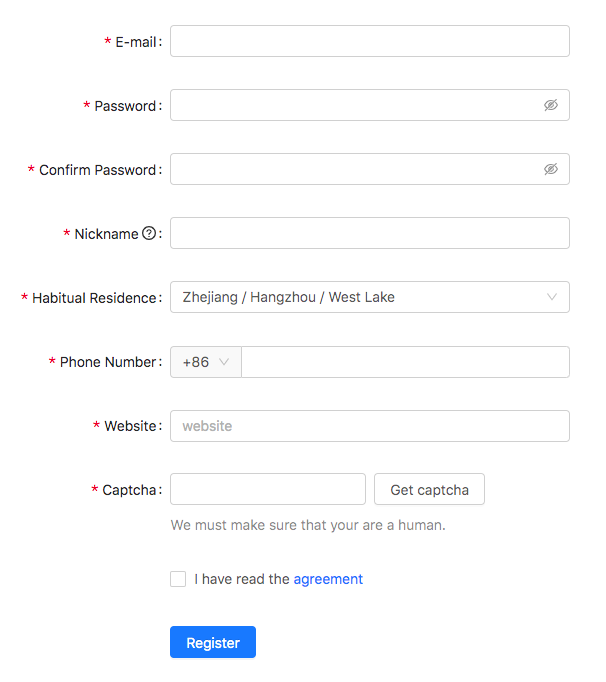 * E-mail:
* Password:
* Confirm Password:
* Nickname ? :
* Habitual Residence: Zhejiang / Hangzhou / West Lake
* Phone Number: +86
* Website: website
* Captcha: Get captcha
We must make sure that your are a human.
I have read the agreement
Register